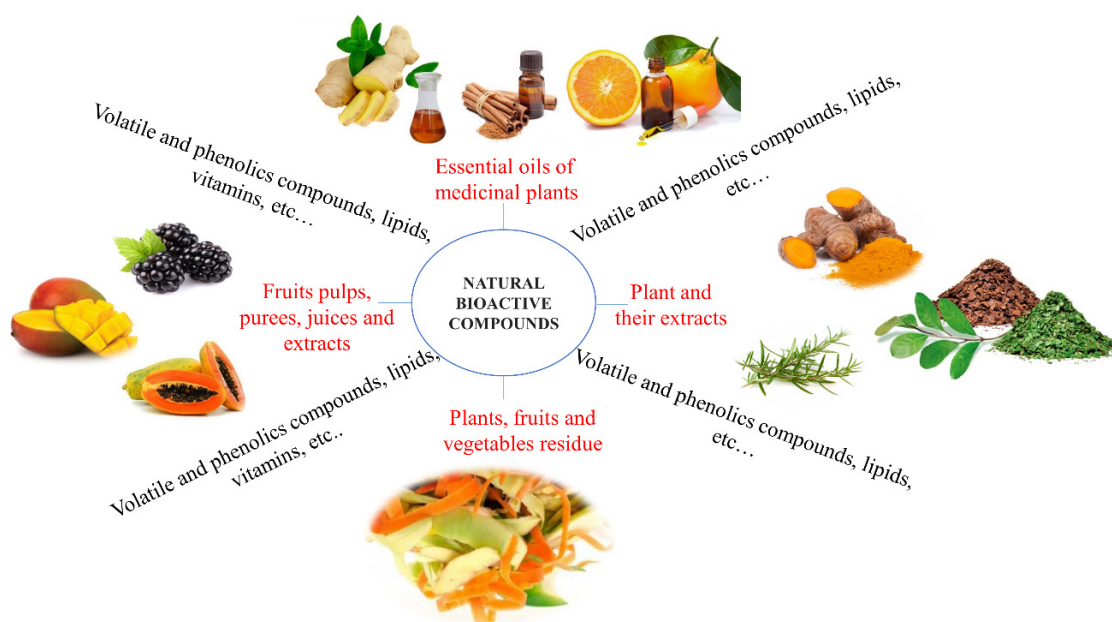 Essential oils of
medicinal plants
Volatile and phenolics compounds, lipids,
vitamins, etc…
Volatile and phenolics compounds, lipids,
etc…
Fruits pulps,
purees, juices and
extracts
NATURAL
BIOACTIVE
COMPOUNDS
Plant and
their extracts
Volatile and phenolics compounds, lipids,
vitamins, etc..
Volatile and phenolics compounds, lipids,
etc…
Plants, fruits and
vegetables residue